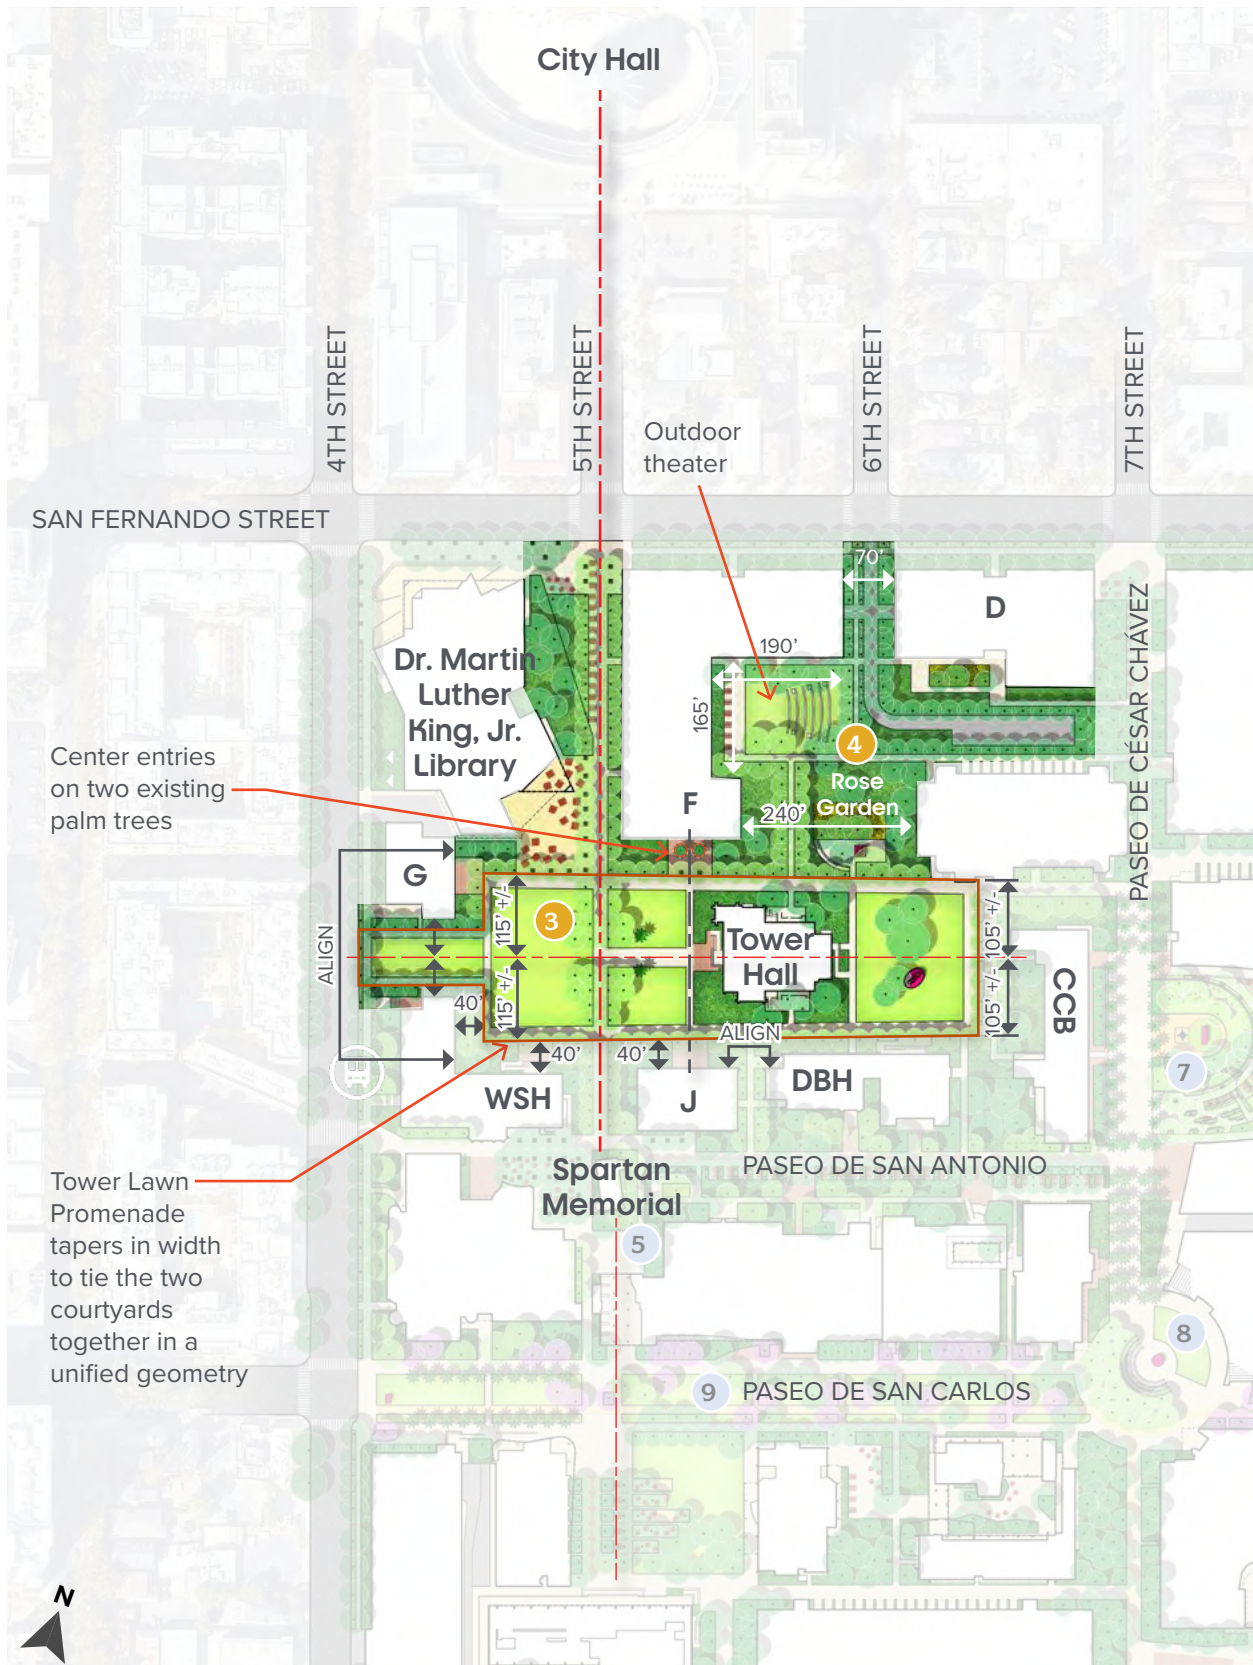 City Hall
4TH STREET
5TH STREET
6TH STREET
7TH STREET
Outdoor
theater
SAN FERNANDO STREET
70'
D
190'
165'
Dr. Martin
Luther
King, Jr.
Library
4
Rose
Garden
240'
PASEO DE CÉSAR CHÁVEZ
Center entries
on two existing
palm trees
F
G
ALIGN
3
115' +/-
115' +/-
40'
Tower
Hall
105' +/-
105' +/-
CCB
ALIGN
40'
40'
WSH
J
DBH
7
Tower Lawn
Promenade
tapers in width
to tie the two
courtyards
together in a
unified geometry
PASEO DE SAN ANTONIO
Spartan
Memorial
5
8
9
PASEO DE SAN CARLOS
N